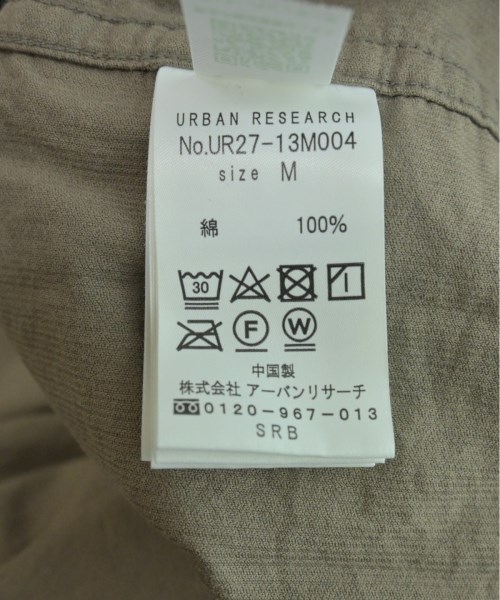 URBAN RESEARCH
No.UR27-13M004
size M
綿 100%
30
F W
中国製
株式会社 アーバンリサーチ
0120-967-013
SRB